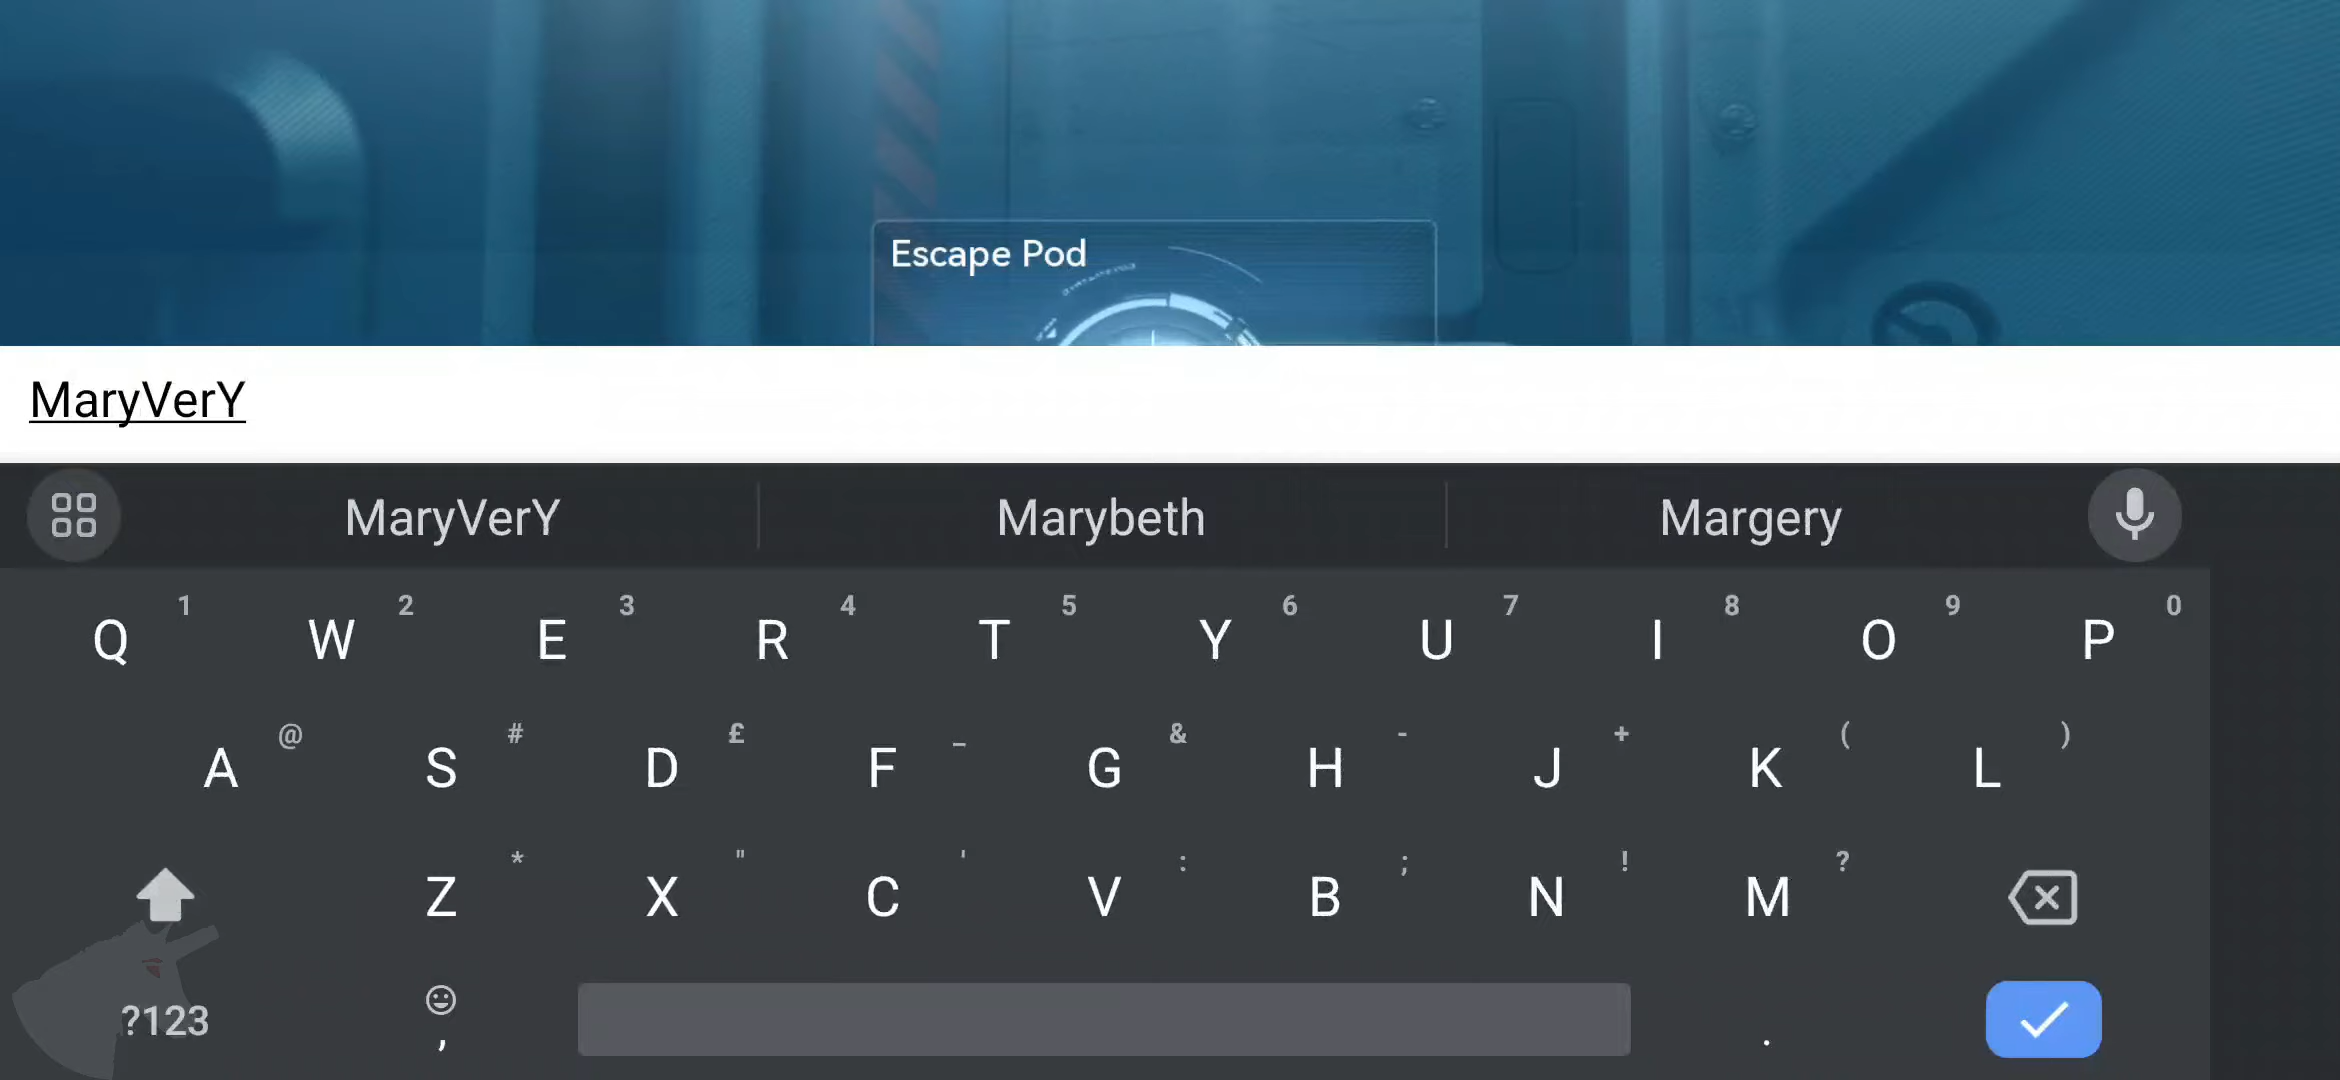 Escape Pod
MaryVerY
MaryVerY Marybeth Margery
1 2 3 4 5 6 7 8 9 0
Q W E R T Y U I O P
@ # £ _ & - + ( )
A S D F G H J K L
* " ' : ; ! ?
Z X C V B N M
?123 , .